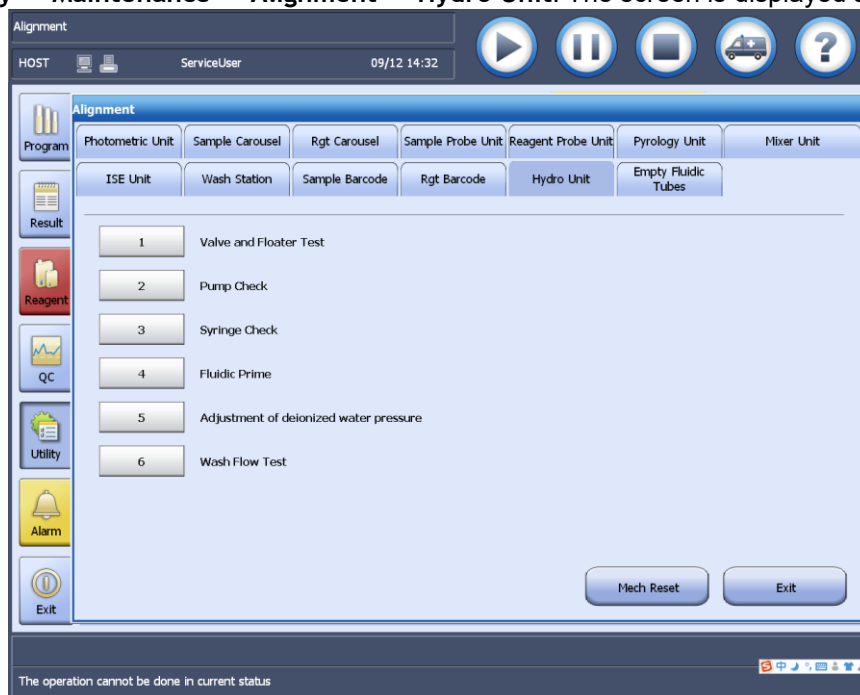 Maintenance Alignment Hydro Unit. The screen is displayed
Alignment
HOST ServiceUser 09/12 14:32
?
Alignment
Program Photometric Unit Sample Carousel Rgt Carousel Sample Probe Unit Reagent Probe Unit Pyrology Unit Mixer Unit
ISE Unit Wash Station Sample Barcode Rgt Barcode Hydro Unit Empty Fluidic Tubes
Result
1 Valve and Floater Test
2 Pump Check
Reagent
3 Syringe Check
QC
4 Fluidic Prime
5 Adjustment of deionized water pressure
Utility
6 Wash Flow Test
Alarm
Mech Reset Exit
Exit
中
The operation cannot be done in current status